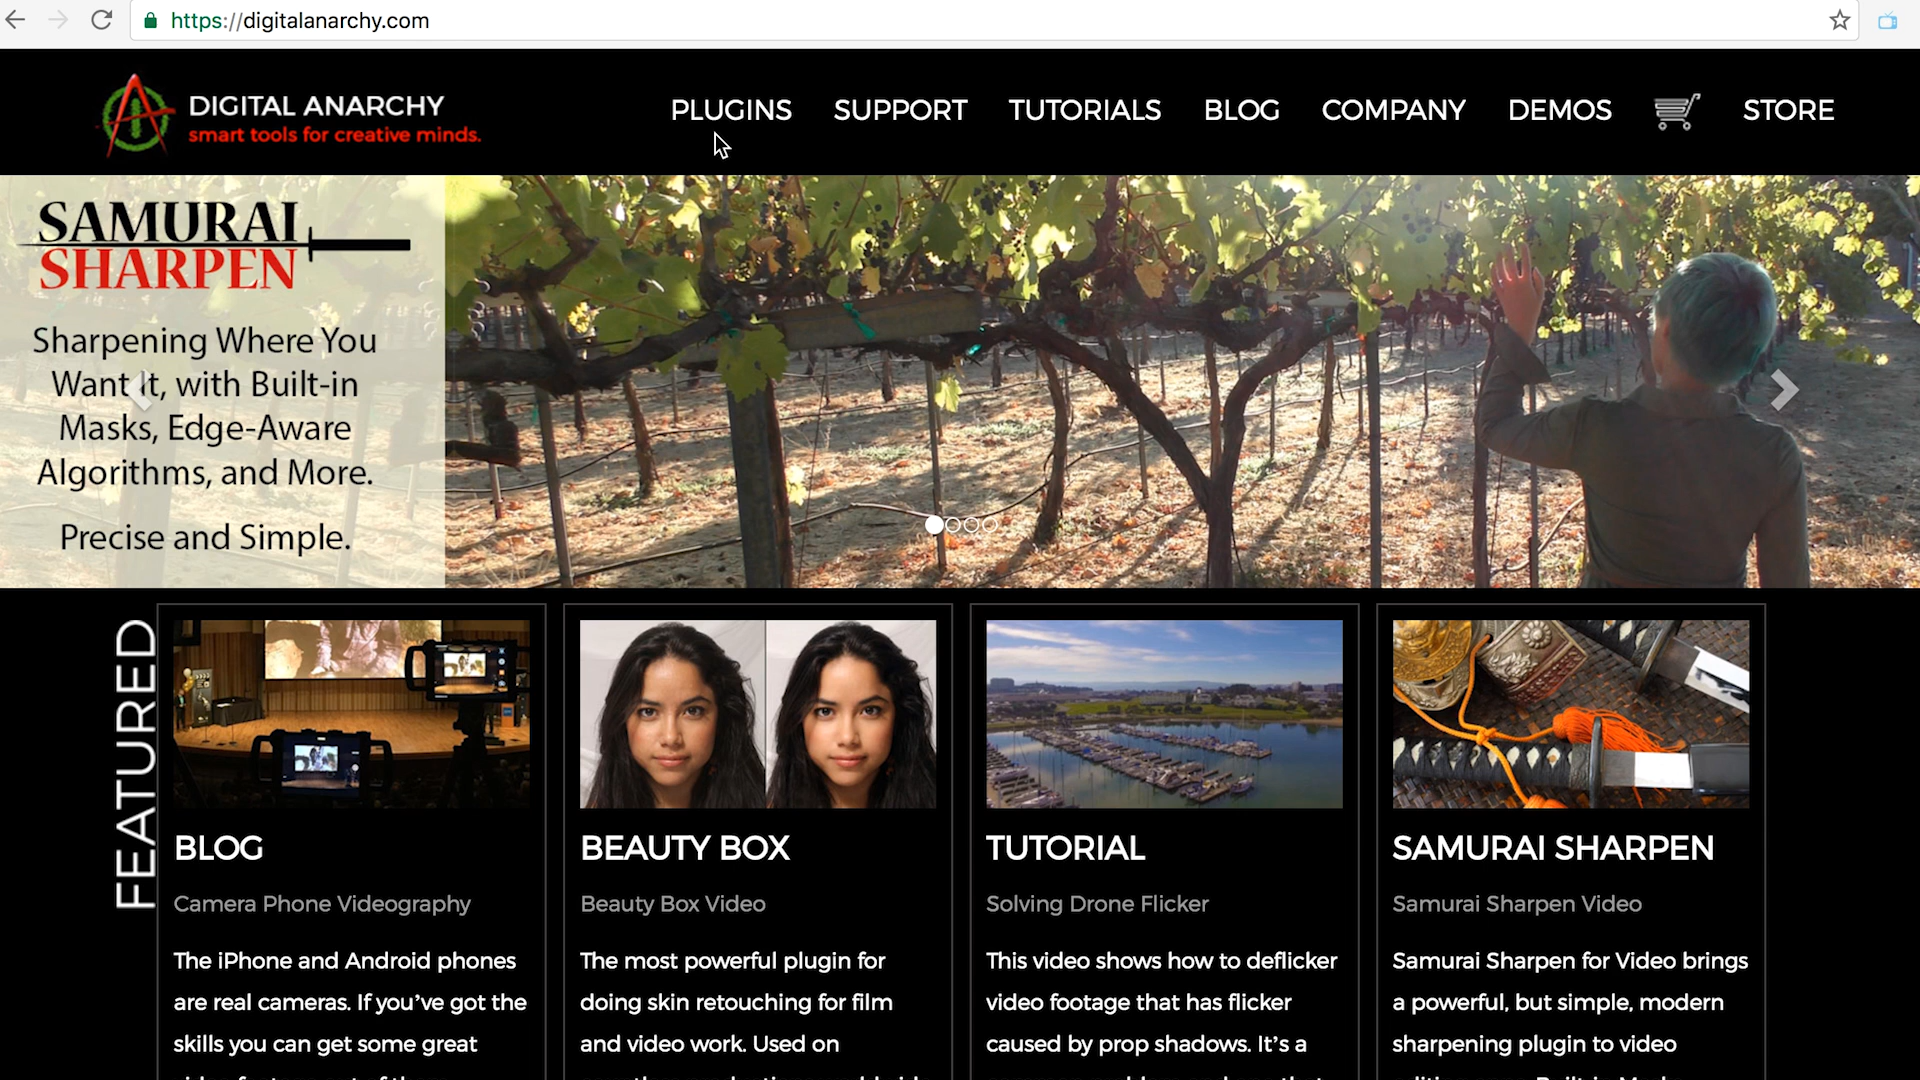 https://digitalanarchy.com
DIGITAL ANARCHY
smart tools for creative minds.
PLUGINS SUPPORT TUTORIALS BLOG COMPANY DEMOS STORE
SAMURAI
SHARPEN
Sharpening Where You
Want It, with Built-in
Masks, Edge-Aware
Algorithms, and More.
Precise and Simple.
FEATURED
BLOG
Camera Phone Videography
The iPhone and Android phones
are real cameras. If you've got the
skills you can get some great
BEAUTY BOX
Beauty Box Video
The most powerful plugin for
doing skin retouching for film
and video work. Used on
TUTORIAL
Solving Drone Flicker
This video shows how to deflicker
video footage that has flicker
caused by prop shadows. It's a
SAMURAI SHARPEN
Samurai Sharpen Video
Samurai Sharpen for Video brings
a powerful, but simple, modern
sharpening plugin to video